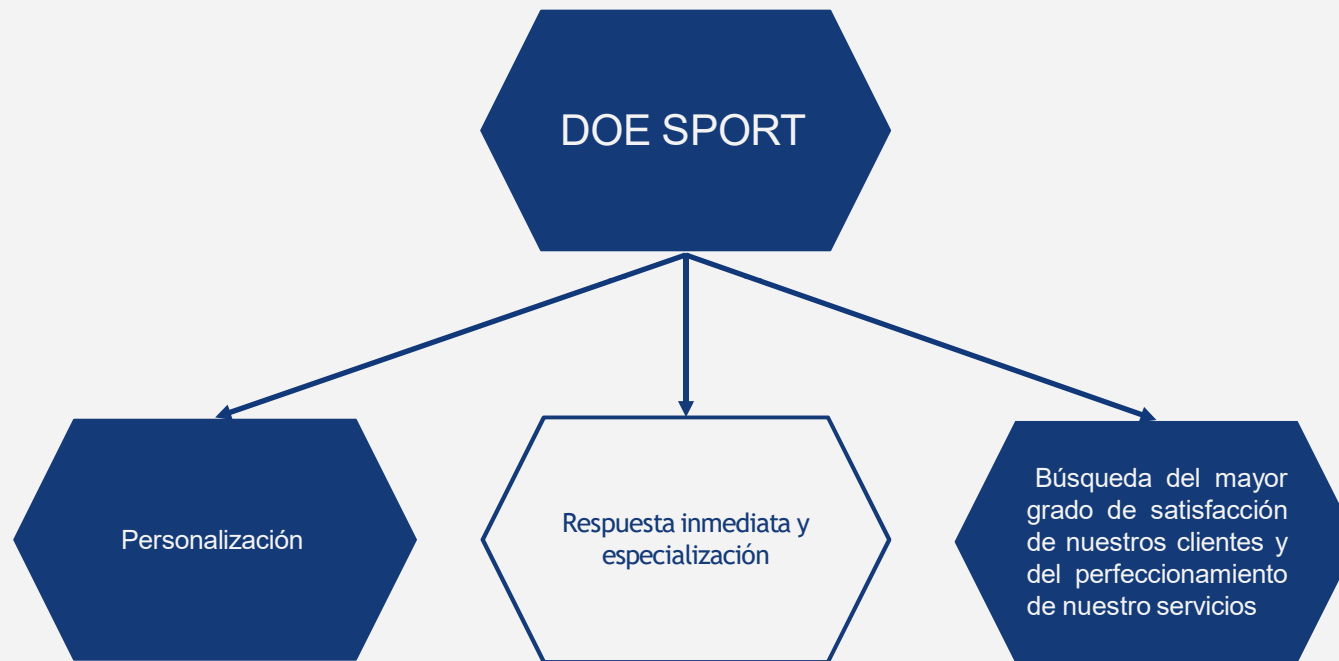 DOE SPORT
Personalización
Respuesta inmediata y
especialización
Búsqueda del mayor
grado de satisfacción
de nuestros clientes y
del perfeccionamiento
de nuestro servicios